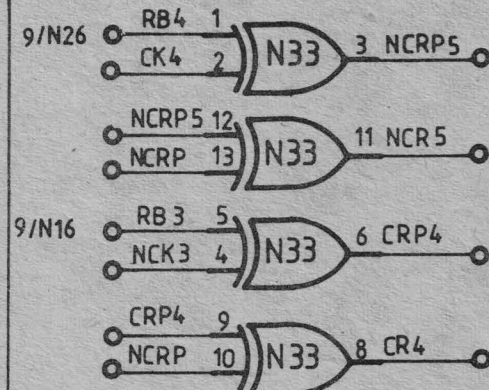 9/N26 RB4 1
CK4 2 N33 3 NCRP5
NCRP5 12
NCRP 13 N33 11 NCR5
9/N16 RB3 5
NCK3 4 N33 6 CRP4
CRP4 9
NCRP 10 N33 8 CR4